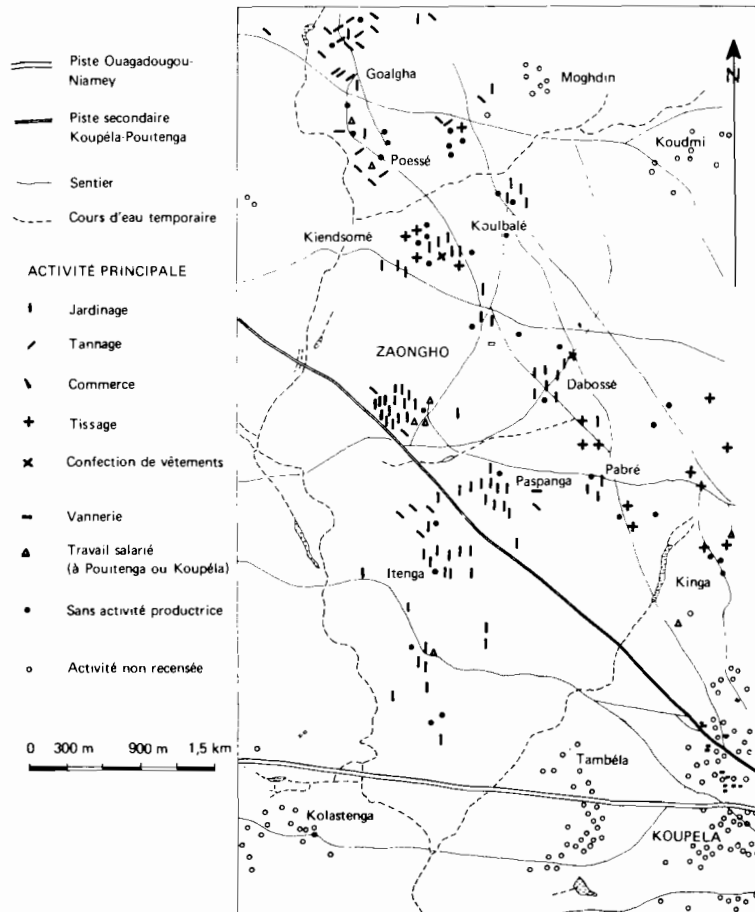 Piste Ouagadougou-
Niamey
Piste secondaire
Koupéla-Pouitenga
Sentier
Cours d'eau temporaire
ACTIVITÉ PRINCIPALE
Jardinage
Tannage
Commerce
Tissage
Confection de vêtements
Vannerie
Travail salarié
(à Pouitenga ou Koupéla)
Sans activité productrice
Activité non recensée
0 300 m 900 m 1,5 km
N
Goalgha
Moghdin
Koudmi
Poessé
Kiendsomé
Koulbalé
ZAONGHO
Dabossé
Paspanga
Pabré
Itenga
Kinga
Tambéla
Kolastenga
KOUPELA